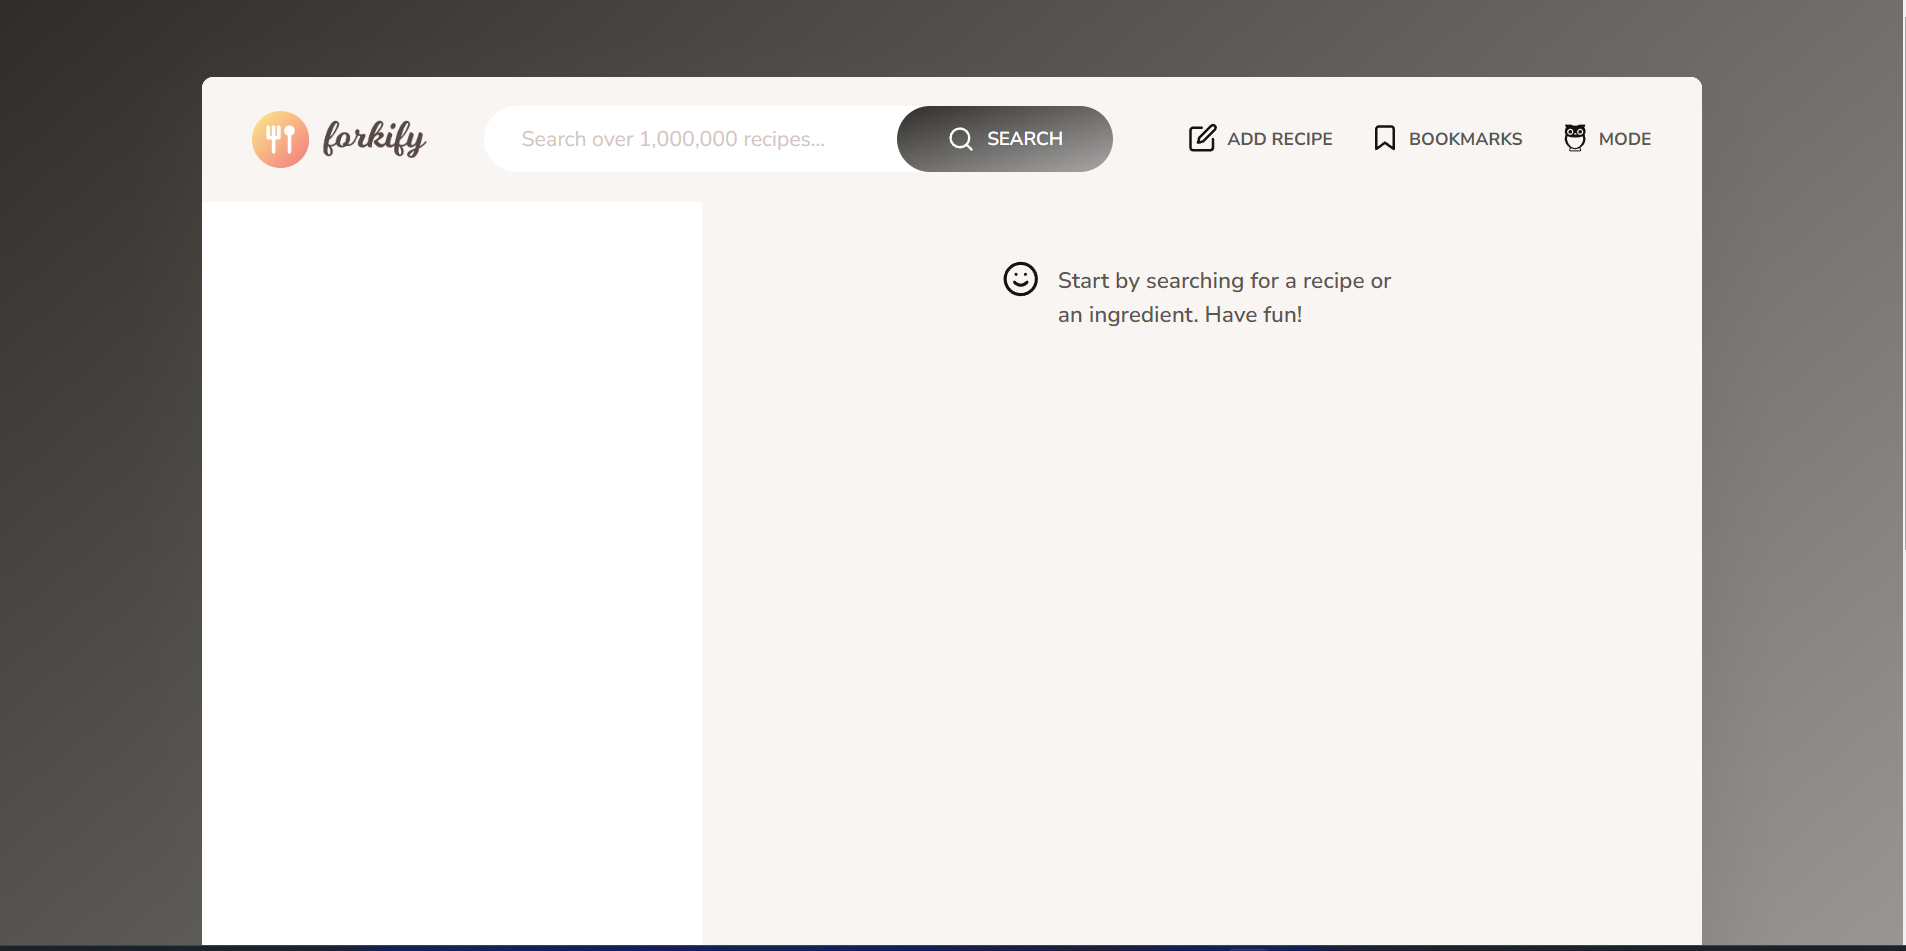 forkify
Search over 1,000,000 recipes...
SEARCH
ADD RECIPE
BOOKMARKS
MODE
Start by searching for a recipe or
an ingredient. Have fun!